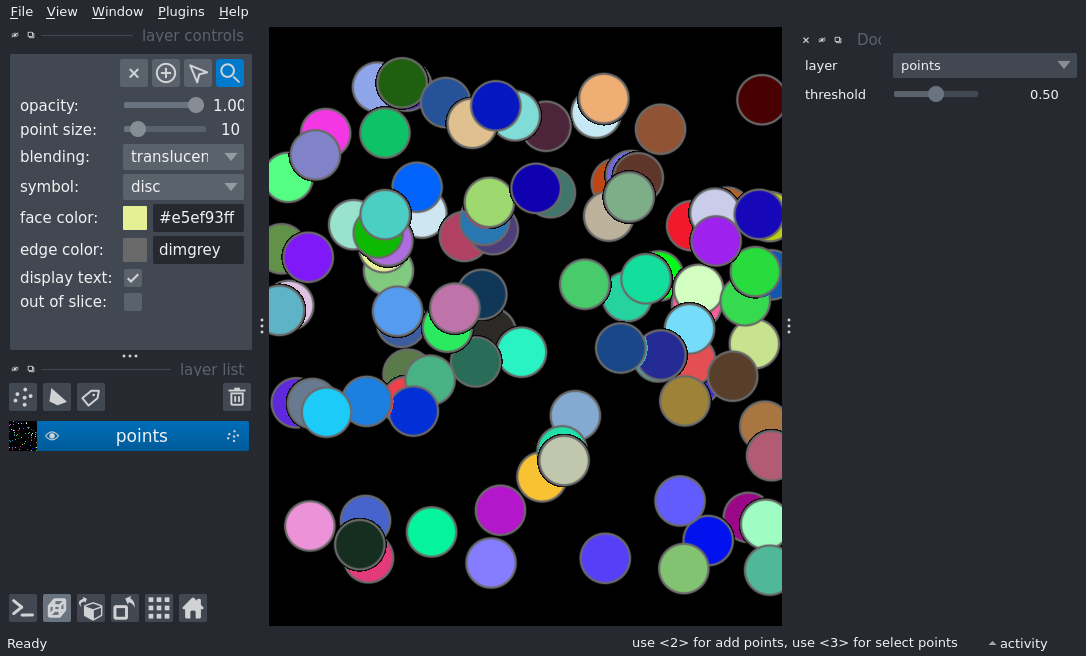 File View Window Plugins Help
layer controls
opacity: 1.00
point size: 10
blending: translucen
symbol: disc
face color: #e5ef93ff
edge color: dimgrey
display text:
out of slice:
layer list
points
layer points
threshold 0.50
Ready
use <2> for add points, use <3> for select points
activity